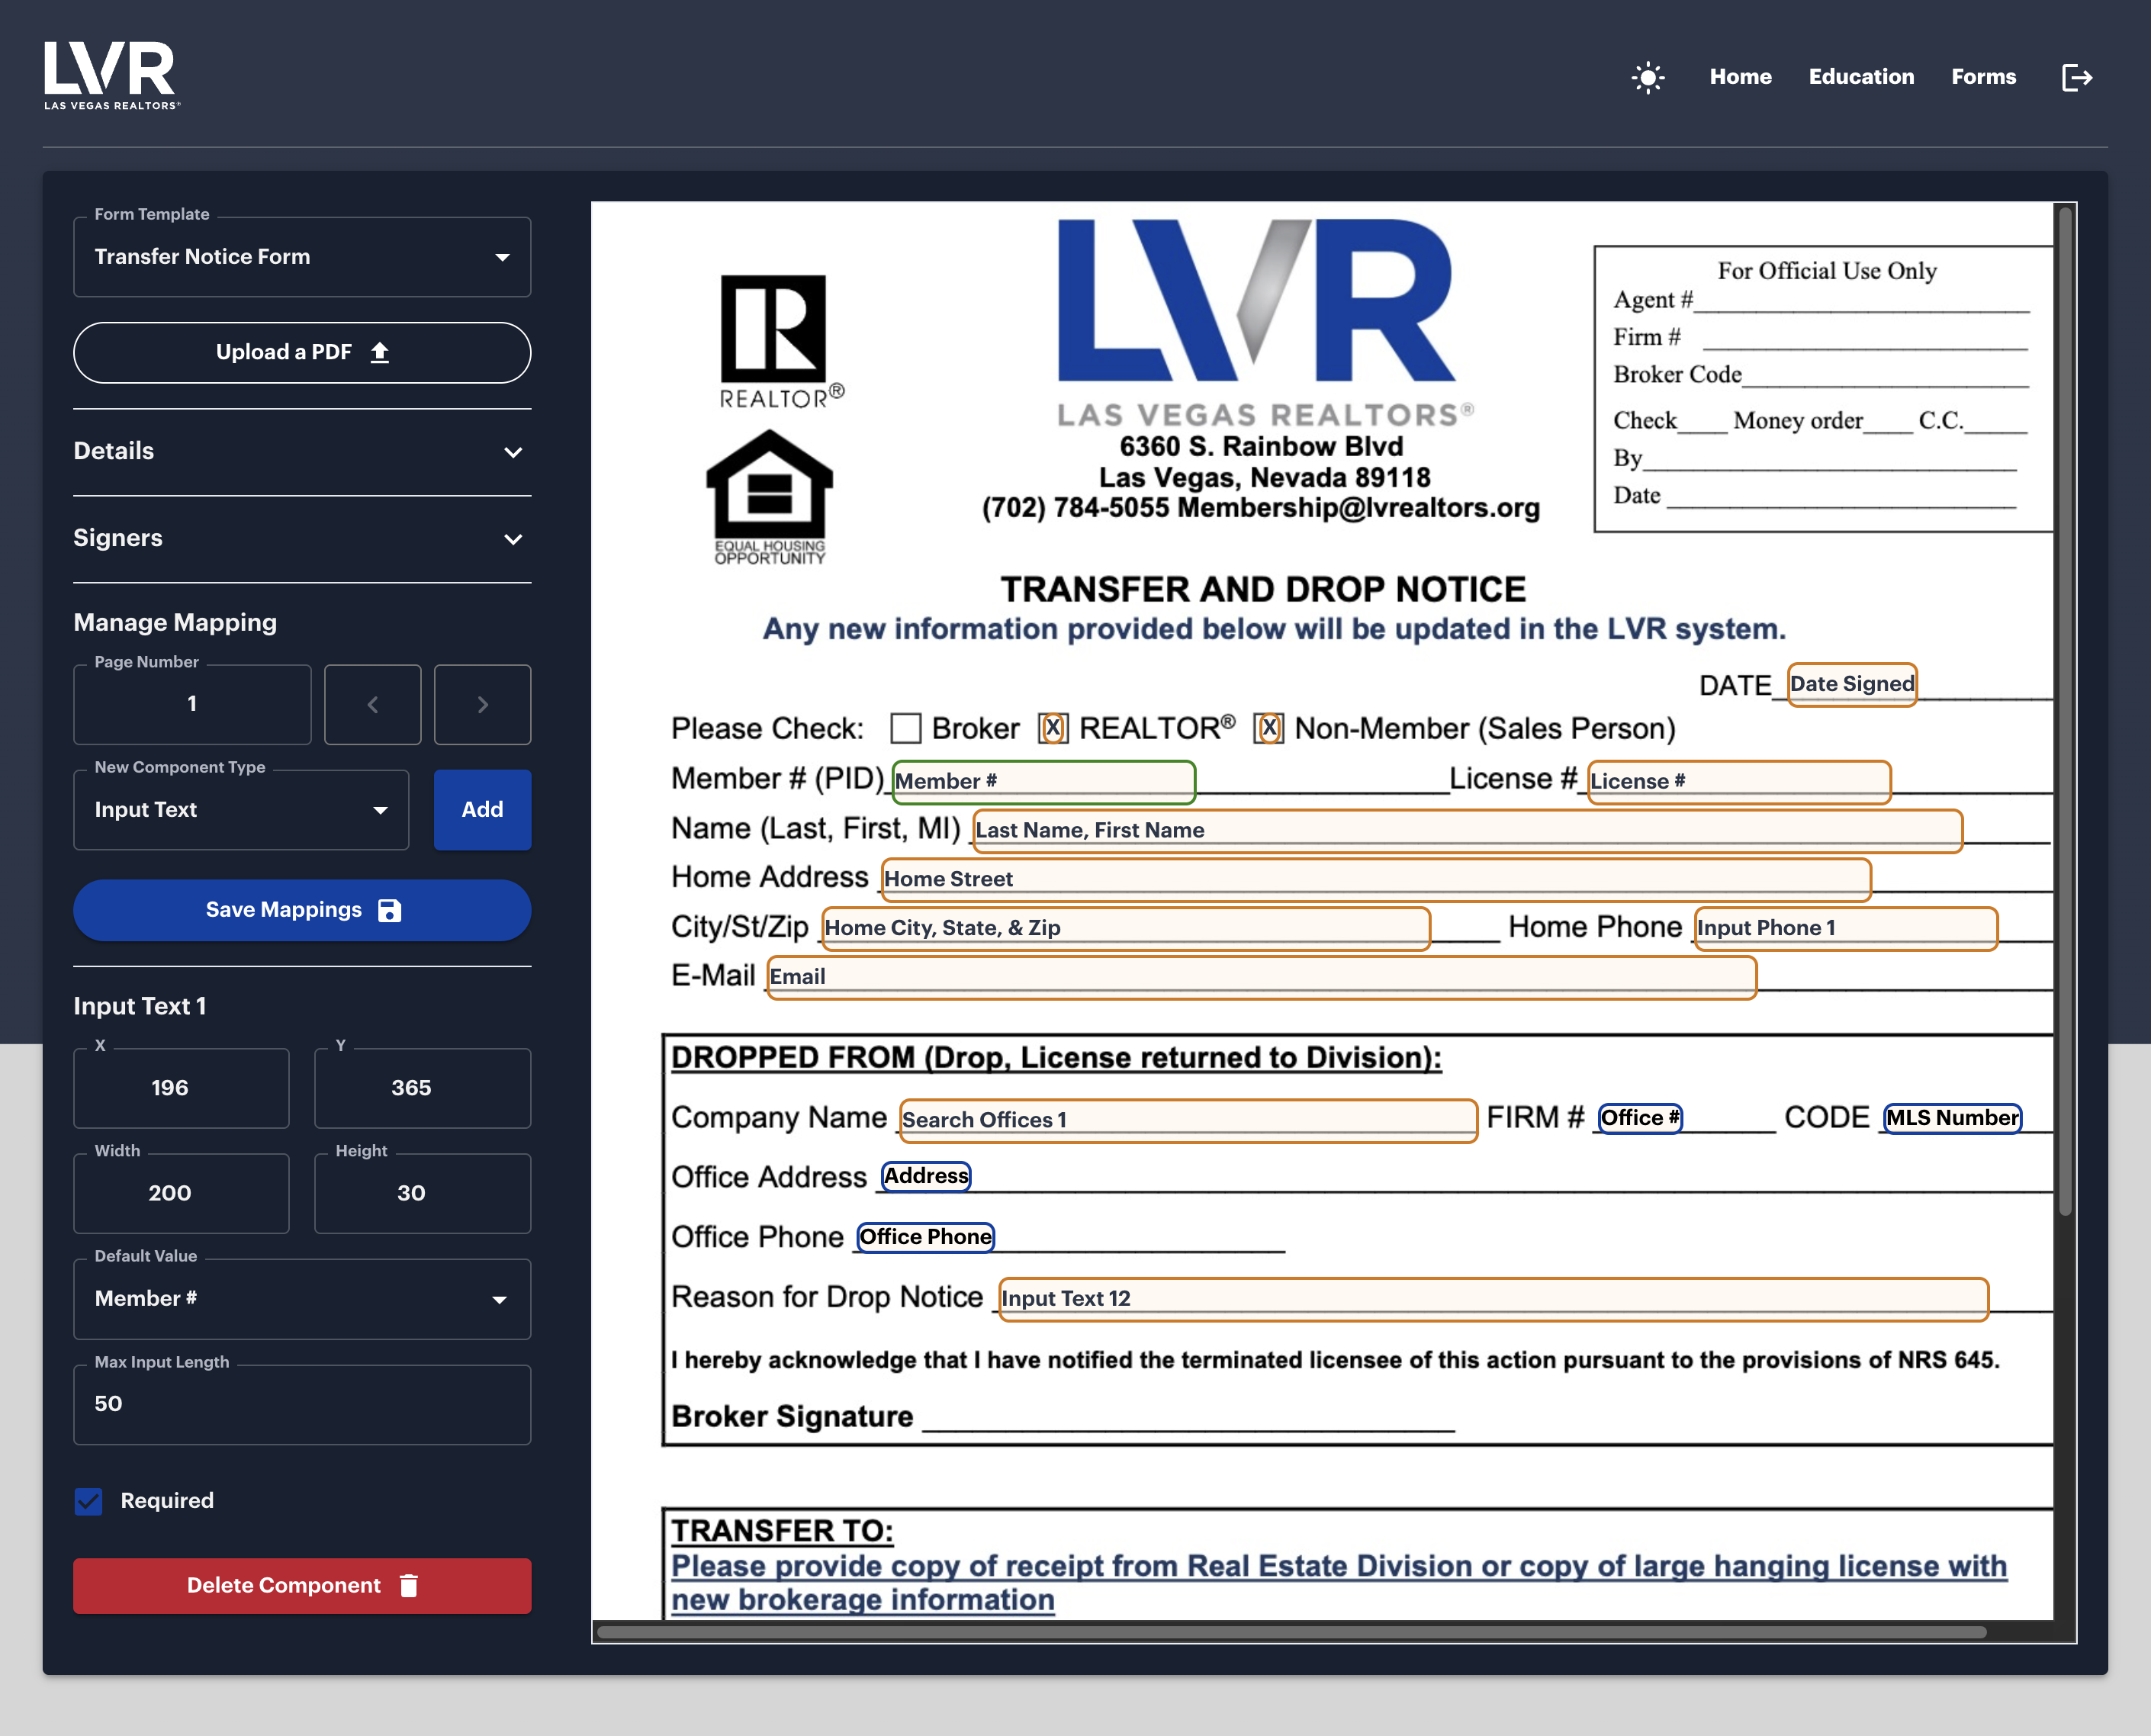 LVR
LAS VEGAS REALTORS®
Home
Education
Forms
Form Template
Transfer Notice Form
Upload a PDF
Details
Signers
Manage Mapping
Page Number
1
New Component Type
Input Text
Add
Save Mappings
Input Text 1
X
196
Y
365
Width
200
Height
30
Default Value
Member #
Max Input Length
50
Required
Delete Component
R
REALTOR®
EQUAL HOUSING
OPPORTUNITY
LVR
LAS VEGAS REALTORS®
6360 S. Rainbow Blvd
Las Vegas, Nevada 89118
(702) 784-5055 Membership@lvrealtors.org
For Official Use Only
Agent #
Firm #
Broker Code
Check____ Money order____ C.C._____
By
Date
TRANSFER AND DROP NOTICE
Any new information provided below will be updated in the LVR system.
DATE Date Signed
Please Check: Broker X REALTOR® X Non-Member (Sales Person)
Member # (PID) Member # License # License #
Name (Last, First, MI) Last Name, First Name
Home Address Home Street
City/St/Zip Home City, State, & Zip Home Phone Input Phone 1
E-Mail Email
DROPPED FROM (Drop, License returned to Division):
Company Name Search Offices 1 FIRM # Office # CODE MLS Number
Office Address Address
Office Phone Office Phone
Reason for Drop Notice Input Text 12
I hereby acknowledge that I have notified the terminated licensee of this action pursuant to the provisions of NRS 645.
Broker Signature
TRANSFER TO:
Please provide copy of receipt from Real Estate Division or copy of large hanging license with
new brokerage information